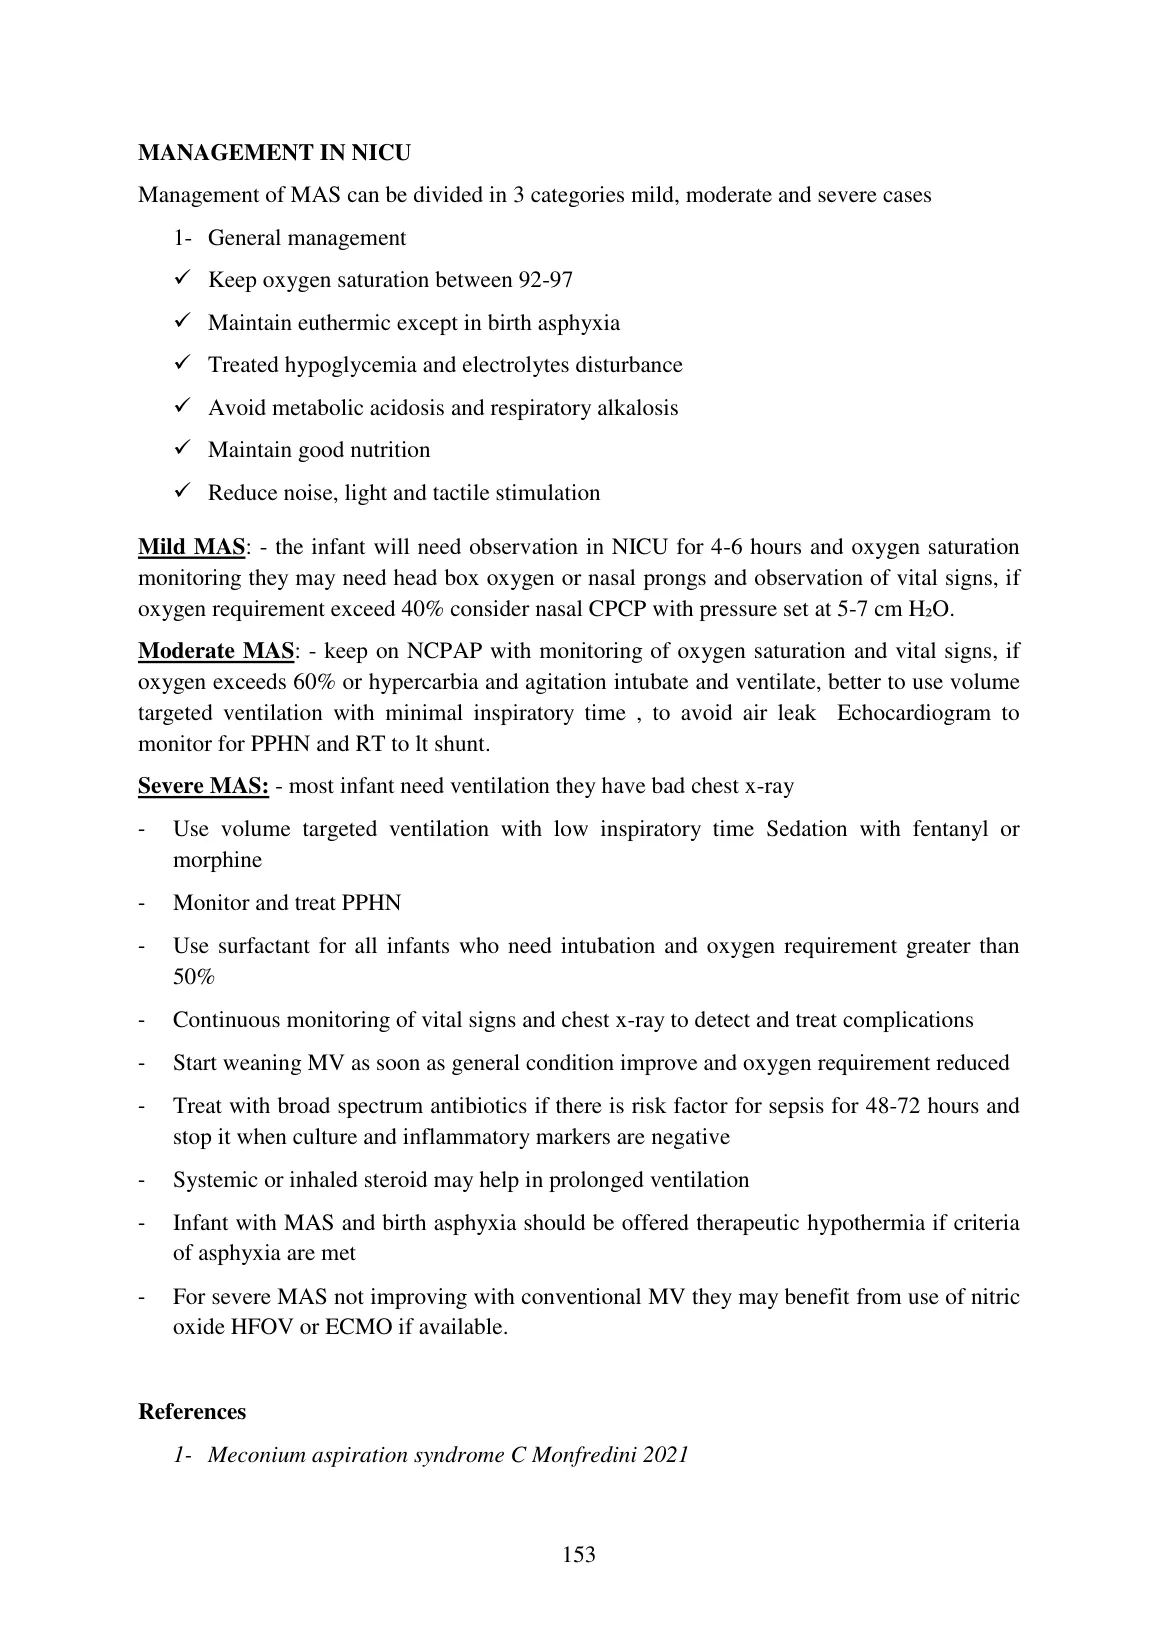 MANAGEMENT IN NICU
Management of MAS can be divided in 3 categories mild, moderate and severe cases
1- General management
✓ Keep oxygen saturation between 92-97
✓ Maintain euthermic except in birth asphyxia
✓ Treated hypoglycemia and electrolytes disturbance
✓ Avoid metabolic acidosis and respiratory alkalosis
✓ Maintain good nutrition
✓ Reduce noise, light and tactile stimulation
Mild MAS: - the infant will need observation in NICU for 4-6 hours and oxygen saturation
monitoring they may need head box oxygen or nasal prongs and observation of vital signs, if
oxygen requirement exceed 40% consider nasal CPCP with pressure set at 5-7 cm H₂O.
Moderate MAS: - keep on NCPAP with monitoring of oxygen saturation and vital signs, if
oxygen exceeds 60% or hypercarbia and agitation intubate and ventilate, better to use volume
targeted ventilation with minimal inspiratory time , to avoid air leak Echocardiogram to
monitor for PPHN and RT to lt shunt.
Severe MAS: - most infant need ventilation they have bad chest x-ray
- Use volume targeted ventilation with low inspiratory time Sedation with fentanyl or
morphine
- Monitor and treat PPHN
- Use surfactant for all infants who need intubation and oxygen requirement greater than
50%
- Continuous monitoring of vital signs and chest x-ray to detect and treat complications
- Start weaning MV as soon as general condition improve and oxygen requirement reduced
- Treat with broad spectrum antibiotics if there is risk factor for sepsis for 48-72 hours and
stop it when culture and inflammatory markers are negative
- Systemic or inhaled steroid may help in prolonged ventilation
- Infant with MAS and birth asphyxia should be offered therapeutic hypothermia if criteria
of asphyxia are met
- For severe MAS not improving with conventional MV they may benefit from use of nitric
oxide HFOV or ECMO if available.
References
1- Meconium aspiration syndrome C Monfredini 2021
153